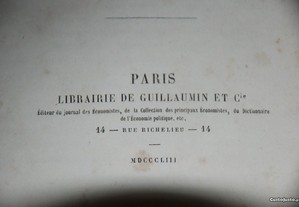 PARIS
LIBRAIRIE DE GUILLAUMIN ET Cie
Éditeur du Journal des Économistes, de la Collection des principaux Économistes, du Dictionnaire
de l'Économie politique, etc.
14 — RUE RICHELIEU — 14
MDCCCLIII